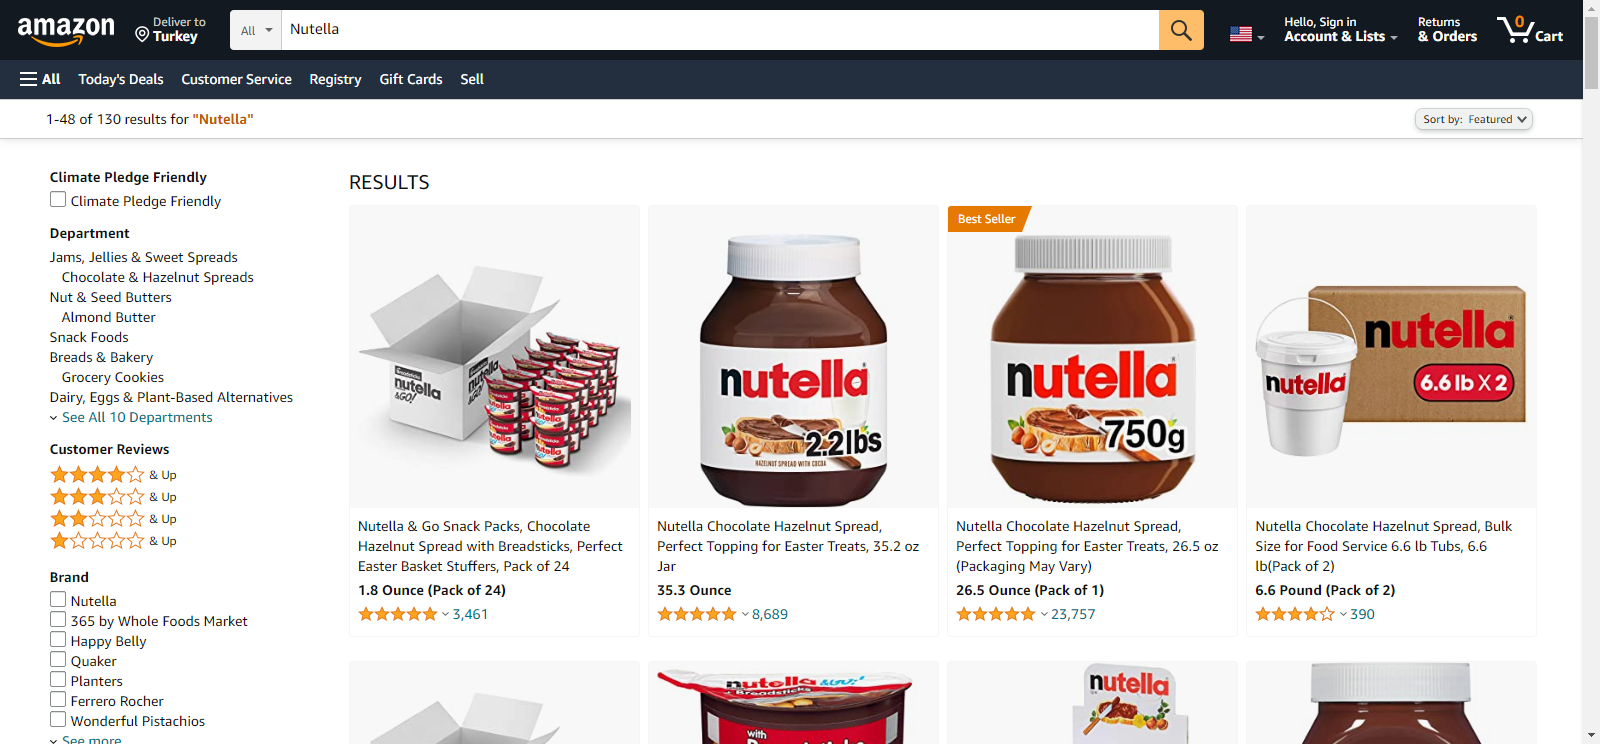 amazon
Deliver to
Turkey
All
Nutella
Hello, Sign in
Account & Lists
Returns
& Orders
0
Cart
All
Today's Deals
Customer Service
Registry
Gift Cards
Sell
1-48 of 130 results for "Nutella"
Sort by: Featured
Climate Pledge Friendly
Climate Pledge Friendly
Department
Jams, Jellies & Sweet Spreads
Chocolate & Hazelnut Spreads
Nut & Seed Butters
Almond Butter
Snack Foods
Breads & Bakery
Grocery Cookies
Dairy, Eggs & Plant-Based Alternatives
See All 10 Departments
Customer Reviews
& Up
& Up
& Up
& Up
Brand
Nutella
365 by Whole Foods Market
Happy Belly
Quaker
Planters
Ferrero Rocher
Wonderful Pistachios
See more
RESULTS
nutella
&GO!
Nutella & Go Snack Packs, Chocolate
Hazelnut Spread with Breadsticks, Perfect
Easter Basket Stuffers, Pack of 24
1.8 Ounce (Pack of 24)
3,461
nutella
2.2lbs
HAZELNUT SPREAD WITH COCOA
Nutella Chocolate Hazelnut Spread,
Perfect Topping for Easter Treats, 35.2 oz
Jar
35.3 Ounce
8,689
Best Seller
nutella
750g
Nutella Chocolate Hazelnut Spread,
Perfect Topping for Easter Treats, 26.5 oz
(Packaging May Vary)
26.5 Ounce (Pack of 1)
23,757
nutella
nutella
6.6 lb X 2
Nutella Chocolate Hazelnut Spread, Bulk
Size for Food Service 6.6 lb Tubs, 6.6
lb(Pack of 2)
6.6 Pound (Pack of 2)
390
nutella &GO!
with
nutella